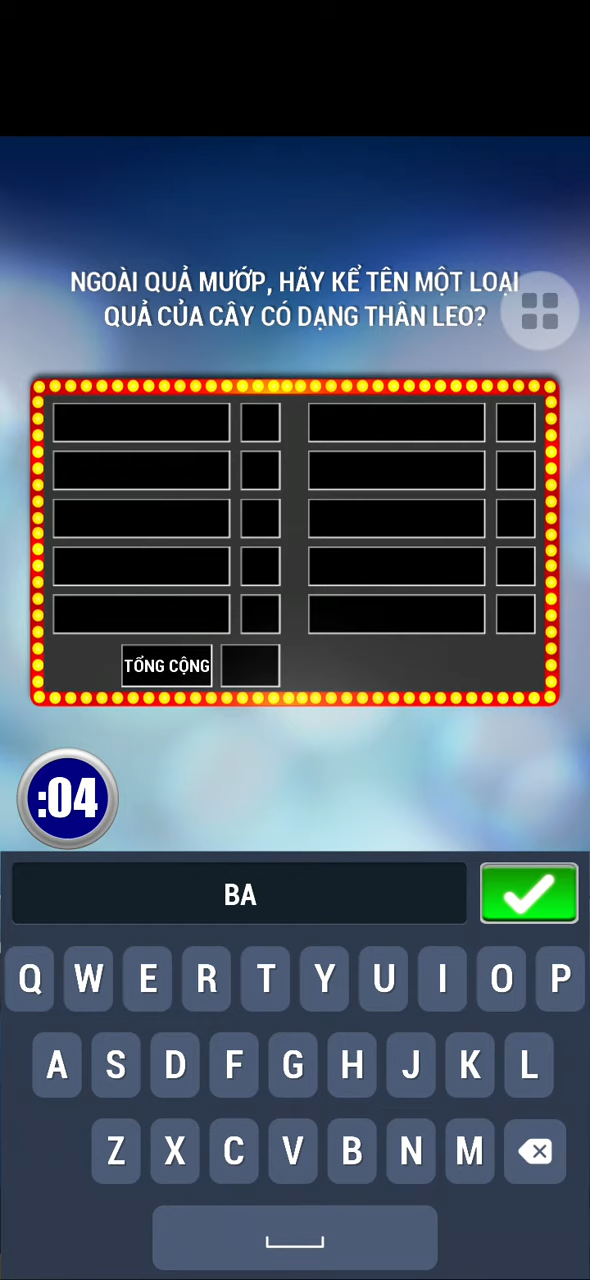 NGOÀI QUẢ MƯỚP, HÃY KỂ TÊN MỘT LOẠI
QUẢ CỦA CÂY CÓ DẠNG THÂN LEO?
TỔNG CỘNG
:04
BA
Q W E R T Y U I O P
A S D F G H J K L
Z X C V B N M